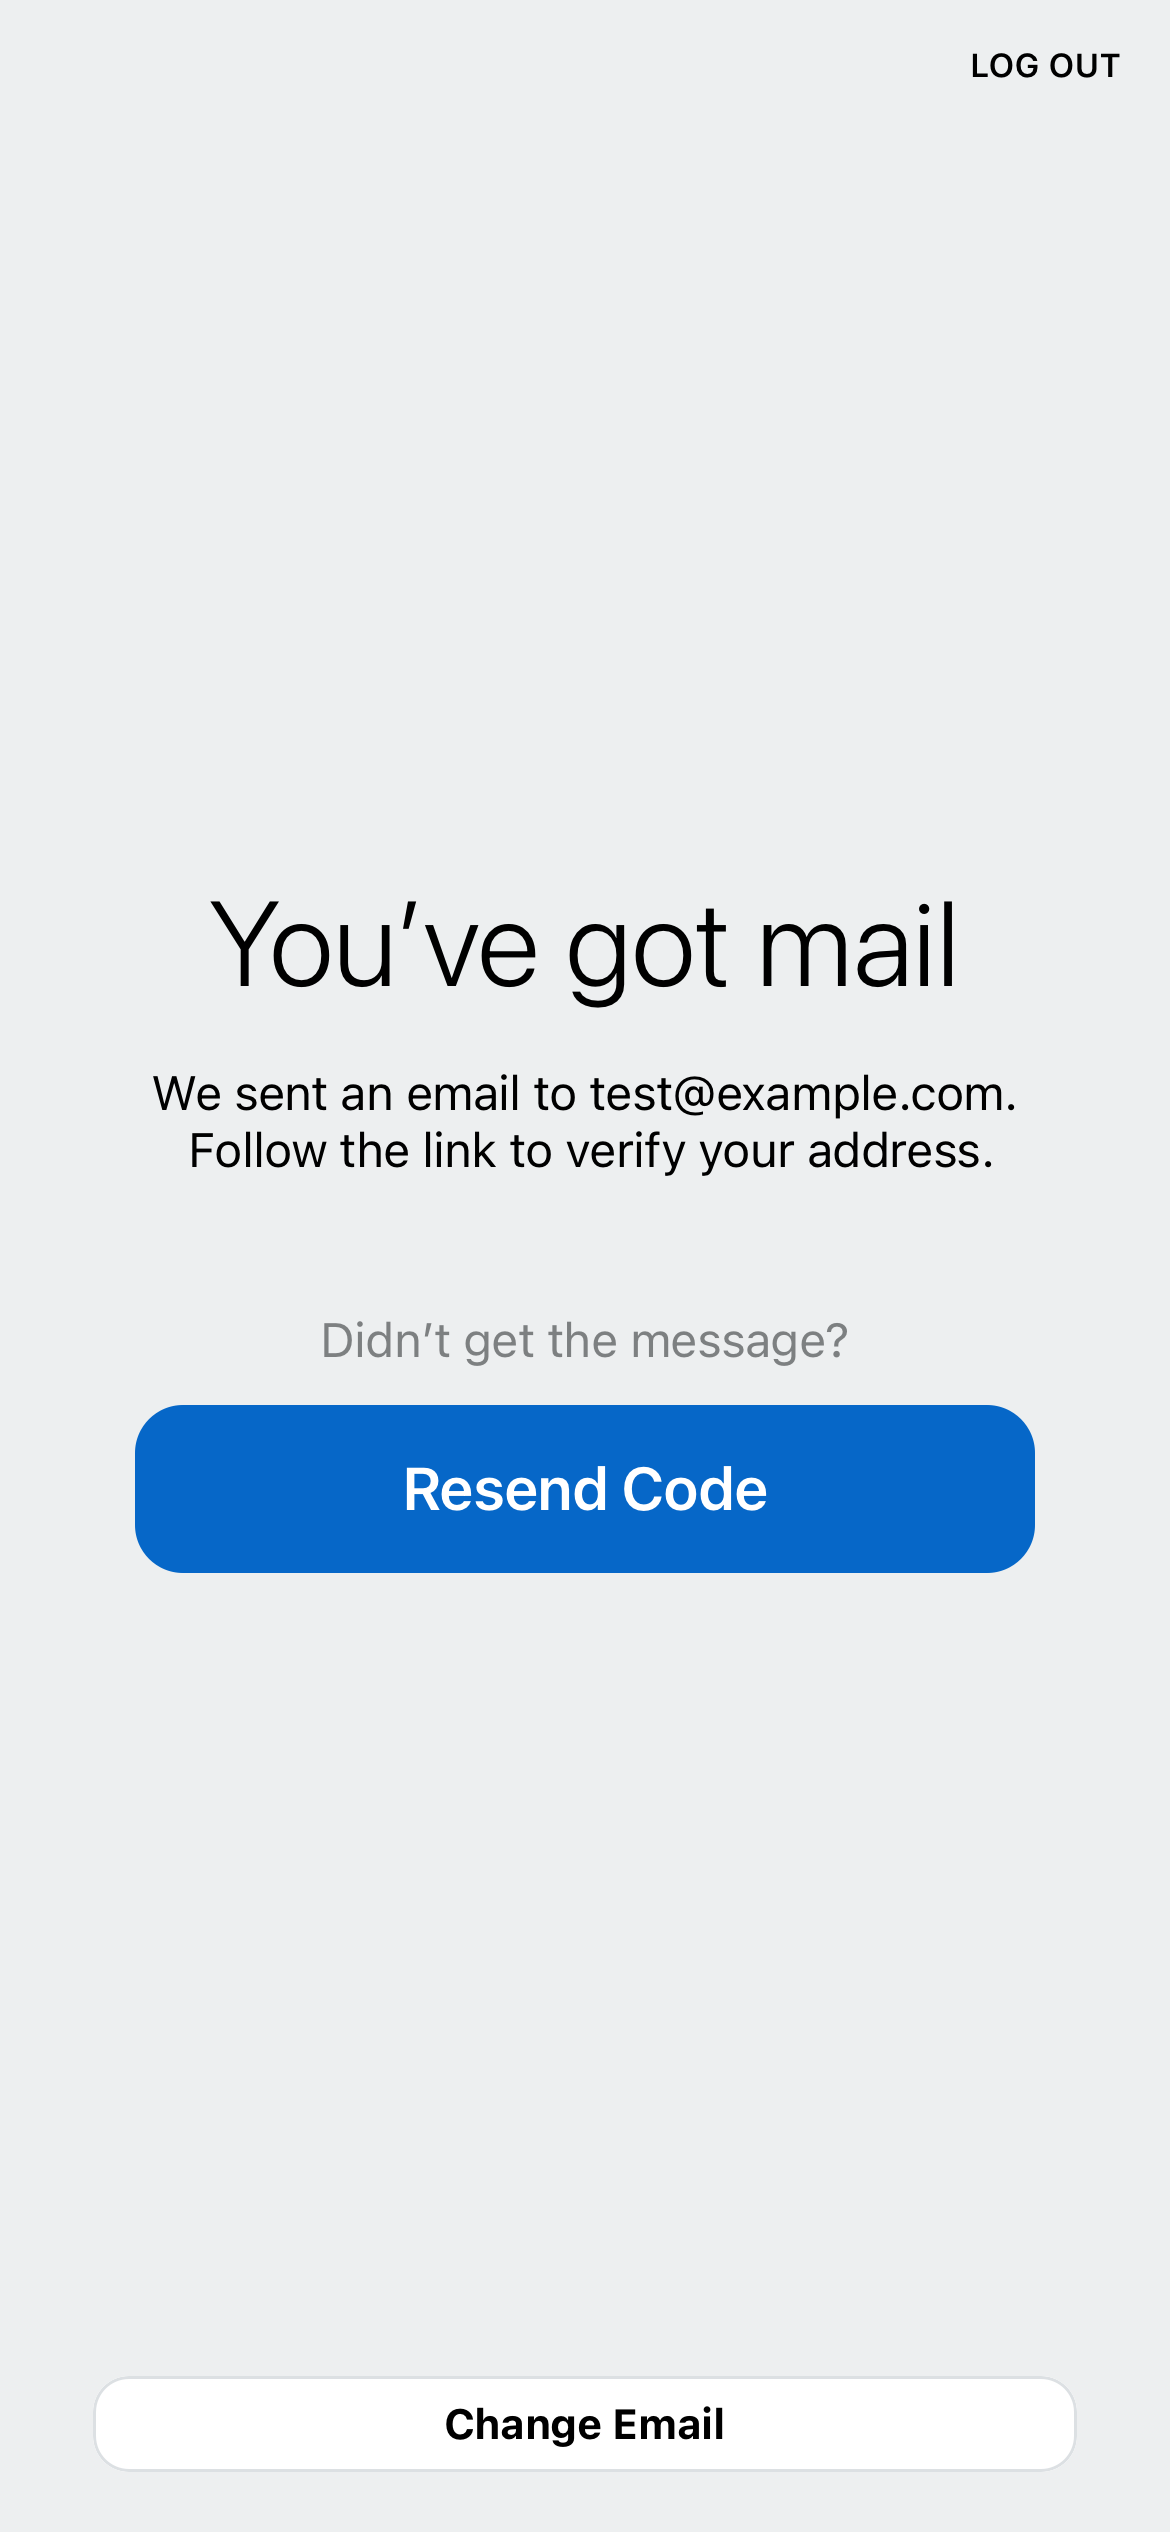 LOG OUT
You’ve got mail
We sent an email to test@example.com.
Follow the link to verify your address.
Didn’t get the message?
Resend Code
Change Email